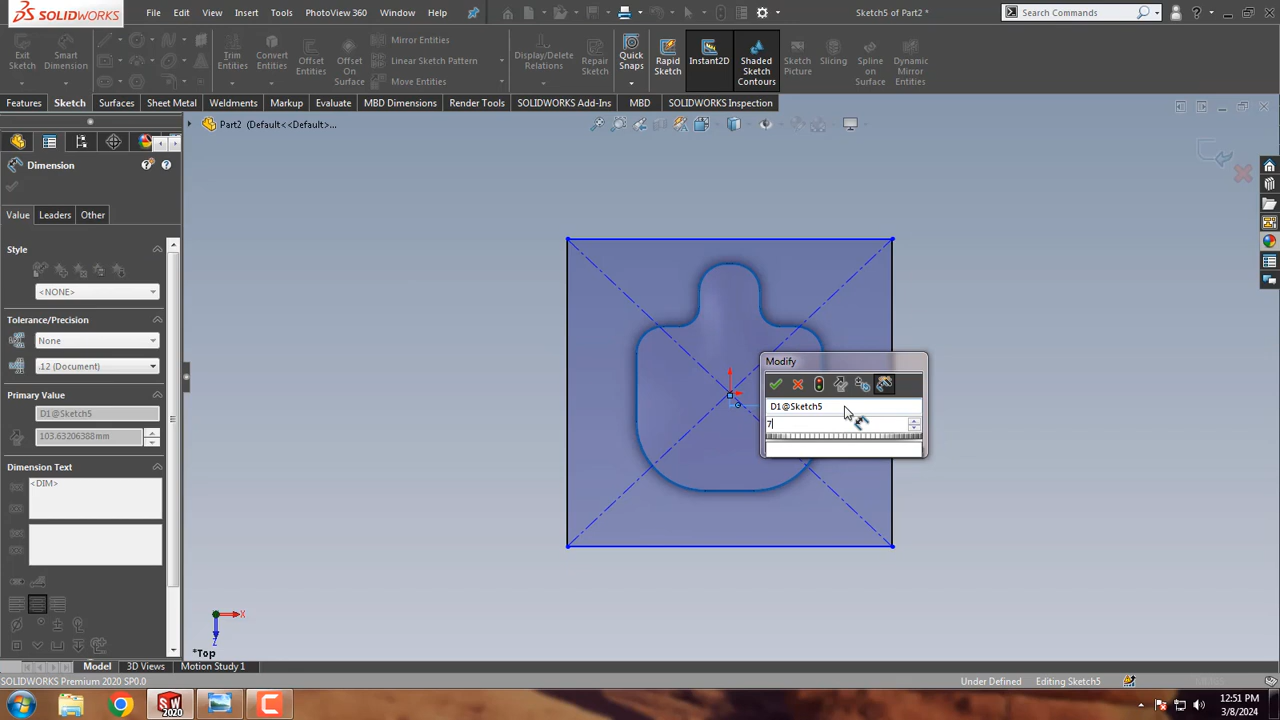 SOLIDWORKS File Edit View Insert Tools PhotoView 360 Window Help Sketch5 of Part2 * Search Commands
Exit Sketch
Smart Dimension
Trim Entities
Convert Entities
Offset Entities
Offset On Surface
Mirror Entities
Linear Sketch Pattern
Move Entities
Display/Delete Relations
Repair Sketch
Quick Snaps
Rapid Sketch
Instant2D
Shaded Sketch Contours
Sketch Picture
Slicing
Spline on Surface
Dynamic Mirror Entities
Features Sketch Surfaces Sheet Metal Weldments Markup Evaluate MBD Dimensions Render Tools SOLIDWORKS Add-Ins MBD SOLIDWORKS Inspection
Part2 (Default<<Default>...
Dimension
Value Leaders Other
Style
<NONE>
Tolerance/Precision
None
.12 (Document)
Primary Value
D1@Sketch5
103.63206388mm
Dimension Text
<DIM>
Modify
D1@Sketch5
7
X
Z
*Top
Model 3D Views Motion Study 1
SOLIDWORKS Premium 2020 SP0.0 Under Defined Editing Sketch5
SW 2020
12:51 PM
3/8/2024